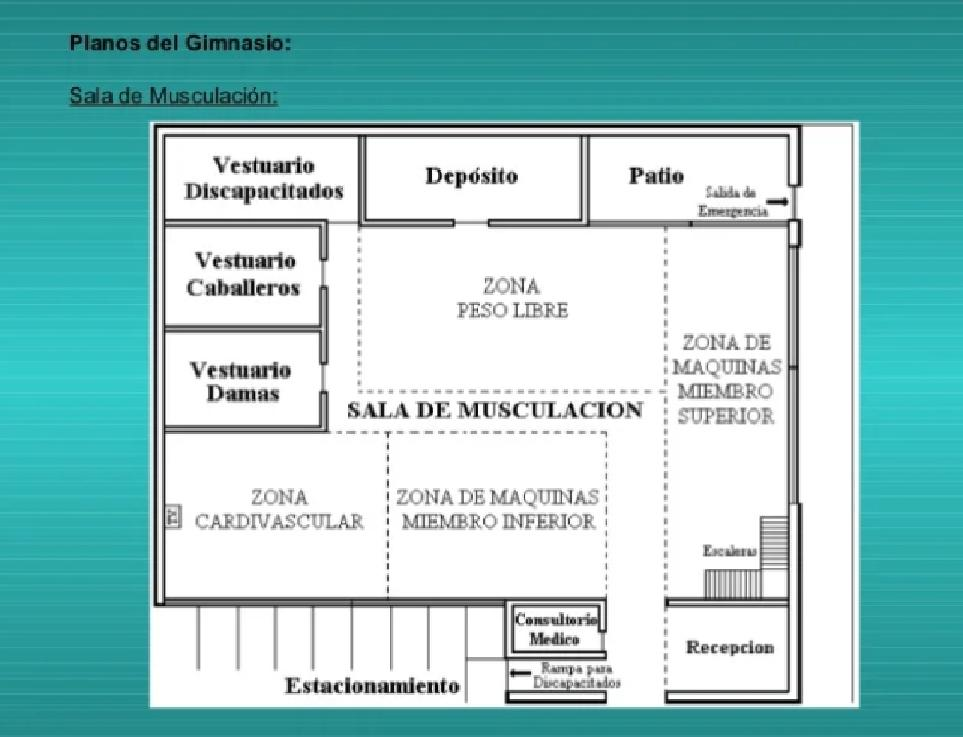 Planos del Gimnasio:
Sala de Musculación:
Vestuario
Discapacitados
Depósito
Patio
Salida de
Emergencia
Vestuario
Caballeros
ZONA
PESO LIBRE
ZONA DE
MAQUINAS
MIEMBRO
SUPERIOR
Vestuario
Damas
SALA DE MUSCULACION
ZONA
CARDIVASCULAR
ZONA DE MAQUINAS
MIEMBRO INFERIOR
Escaleras
Consultorio
Medico
Recepcion
Rampa para
Discapacitados
Estacionamiento